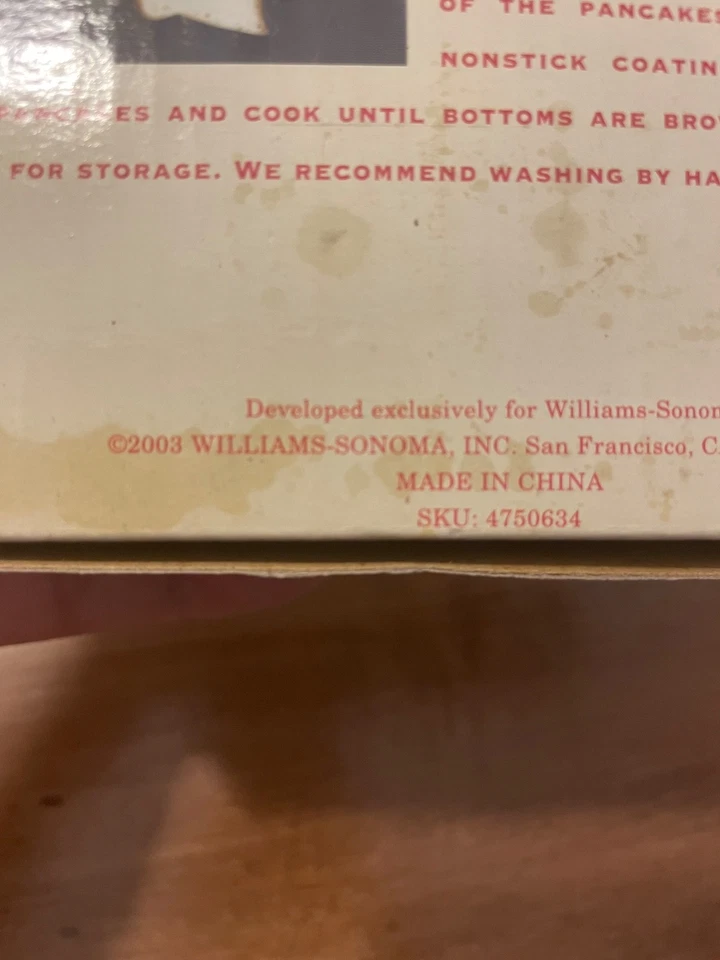 OF THE PANCAKES
NONSTICK COATIN
ES AND COOK UNTIL BOTTOMS ARE BRO
FOR STORAGE. WE RECOMMEND WASHING BY HA
Developed exclusively for Williams-Sonom
©2003 WILLIAMS-SONOMA, INC. San Francisco, C
MADE IN CHINA
SKU: 4750634